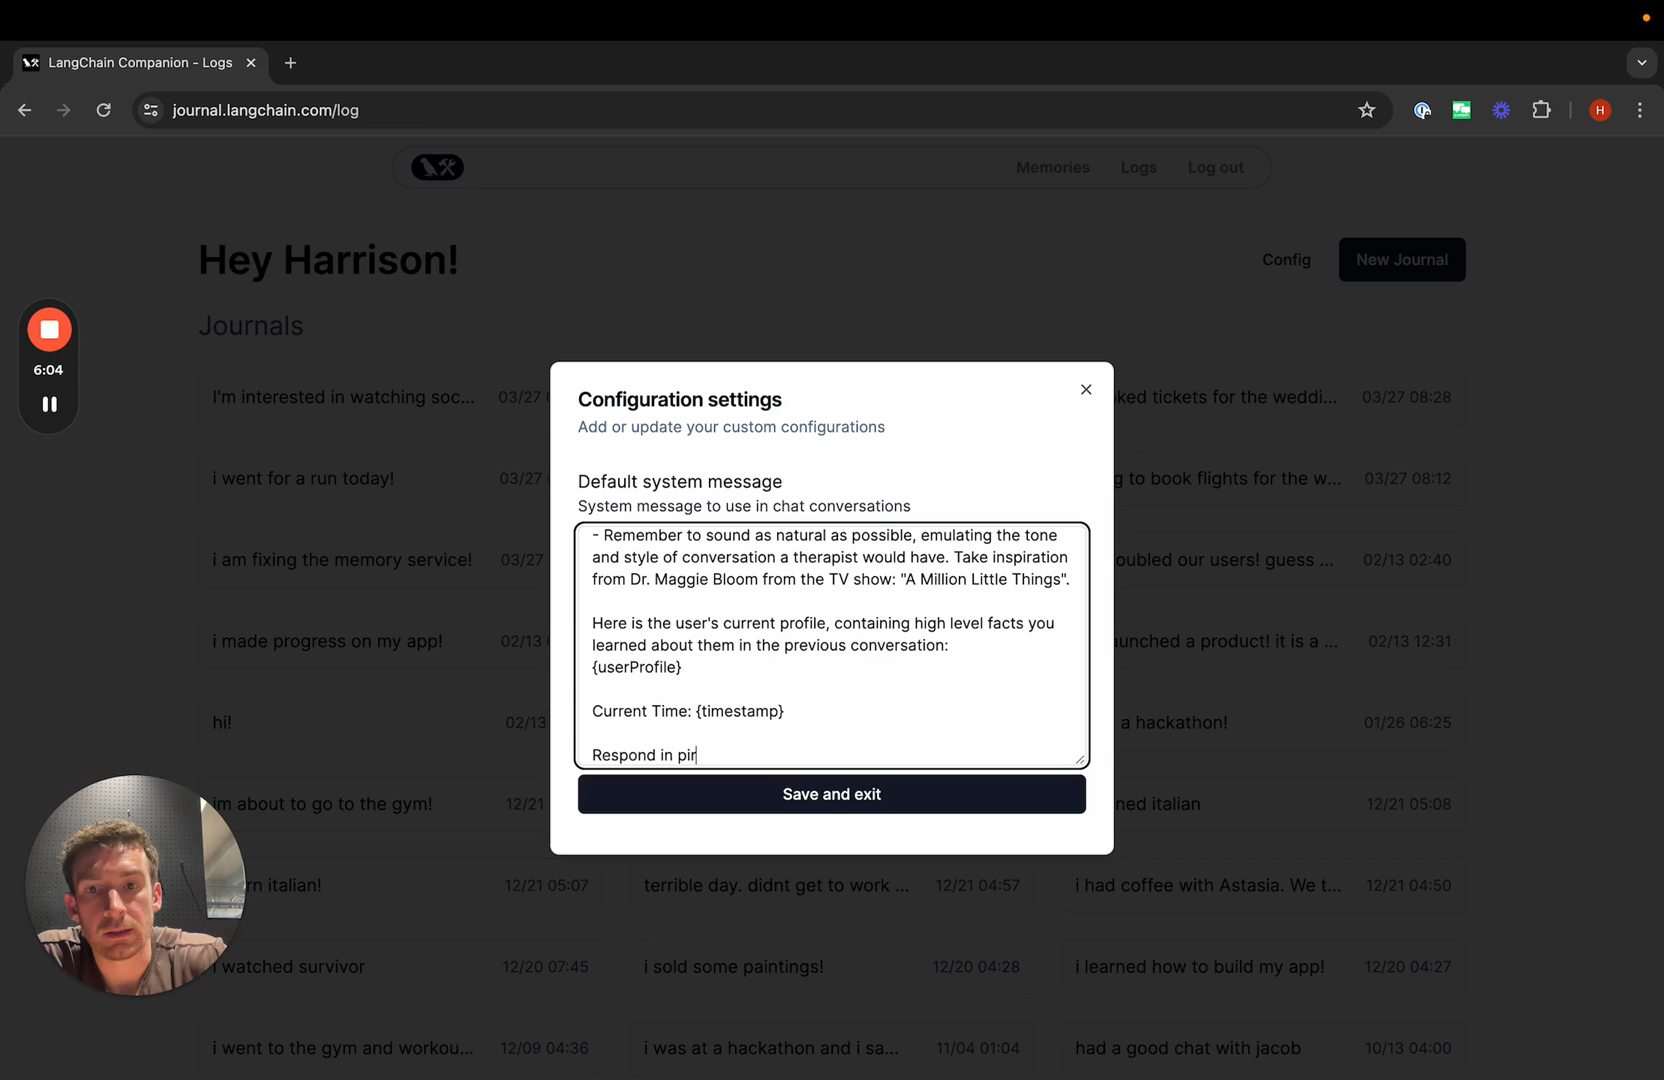 LangChain Companion - Logs
journal.langchain.com/log
H
Memories Logs Log out
Hey Harrison!
Config New Journal
Journals
6:04
I'm interested in watching soc... 03/27
oked tickets for the weddi... 03/27 08:28
i went for a run today! 03/27
g to book flights for the w... 03/27 08:12
i am fixing the memory service! 03/27
oubled our users! guess ... 02/13 02:40
i made progress on my app! 02/13
aunched a product! it is a ... 02/13 12:31
hi! 02/13
a hackathon! 01/26 06:25
im about to go to the gym! 12/21
ned italian 12/21 05:08
rn italian! 12/21 05:07
terrible day. didnt get to work ... 12/21 04:57
i had coffee with Astasia. We t... 12/21 04:50
i watched survivor 12/20 07:45
i sold some paintings! 12/20 04:28
i learned how to build my app! 12/20 04:27
i went to the gym and workou... 12/09 04:36
i was at a hackathon and i sa... 11/04 01:04
had a good chat with jacob 10/13 04:00
Configuration settings
Add or update your custom configurations
Default system message
System message to use in chat conversations
- Remember to sound as natural as possible, emulating the tone
and style of conversation a therapist would have. Take inspiration
from Dr. Maggie Bloom from the TV show: "A Million Little Things".
Here is the user's current profile, containing high level facts you
learned about them in the previous conversation:
{userProfile}
Current Time: {timestamp}
Respond in pir
Save and exit